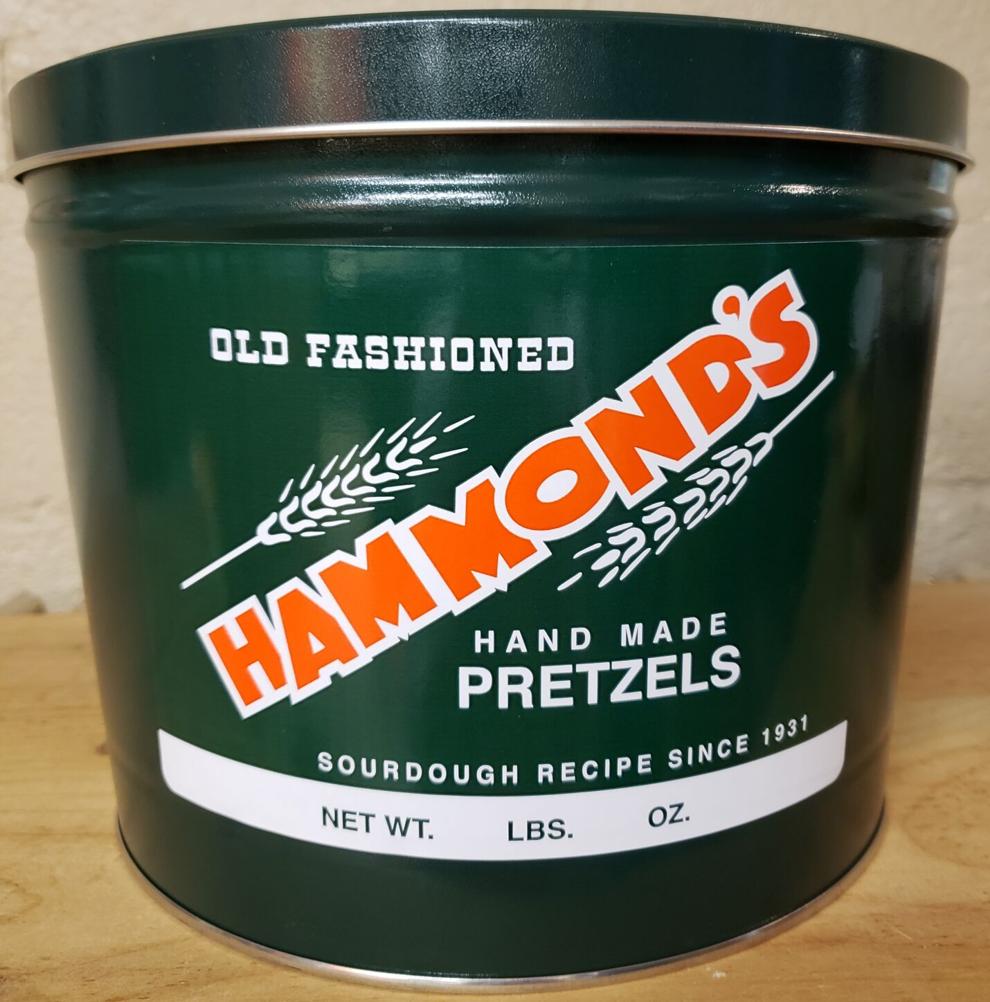 OLD FASHIONED
HAMMOND'S
HAND MADE
PRETZELS
SOURDOUGH RECIPE SINCE 1931
NET WT. LBS. OZ.